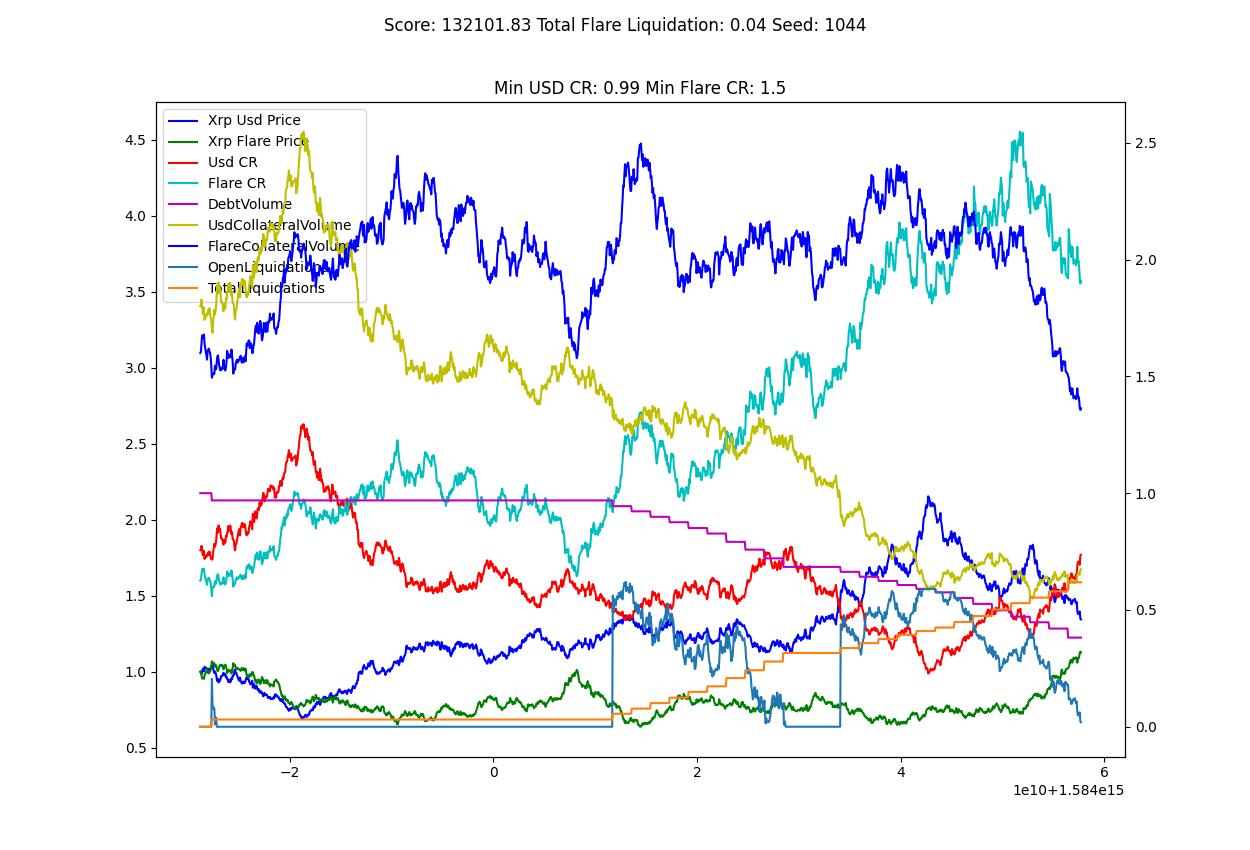 Score: 132101.83 Total Flare Liquidation: 0.04 Seed: 1044
Min USD CR: 0.99 Min Flare CR: 1.5
Xrp Usd Price
Xrp Flare Price
Usd CR
Flare CR
DebtVolume
UsdCollateralVolume
FlareCollateralVolume
OpenLiquidations
TotalLiquidations
4.5
4.0
3.5
3.0
2.5
2.0
1.5
1.0
0.5
2.5
2.0
1.5
1.0
0.5
0.0
−2
0
2
4
6
1e10+1.584e15